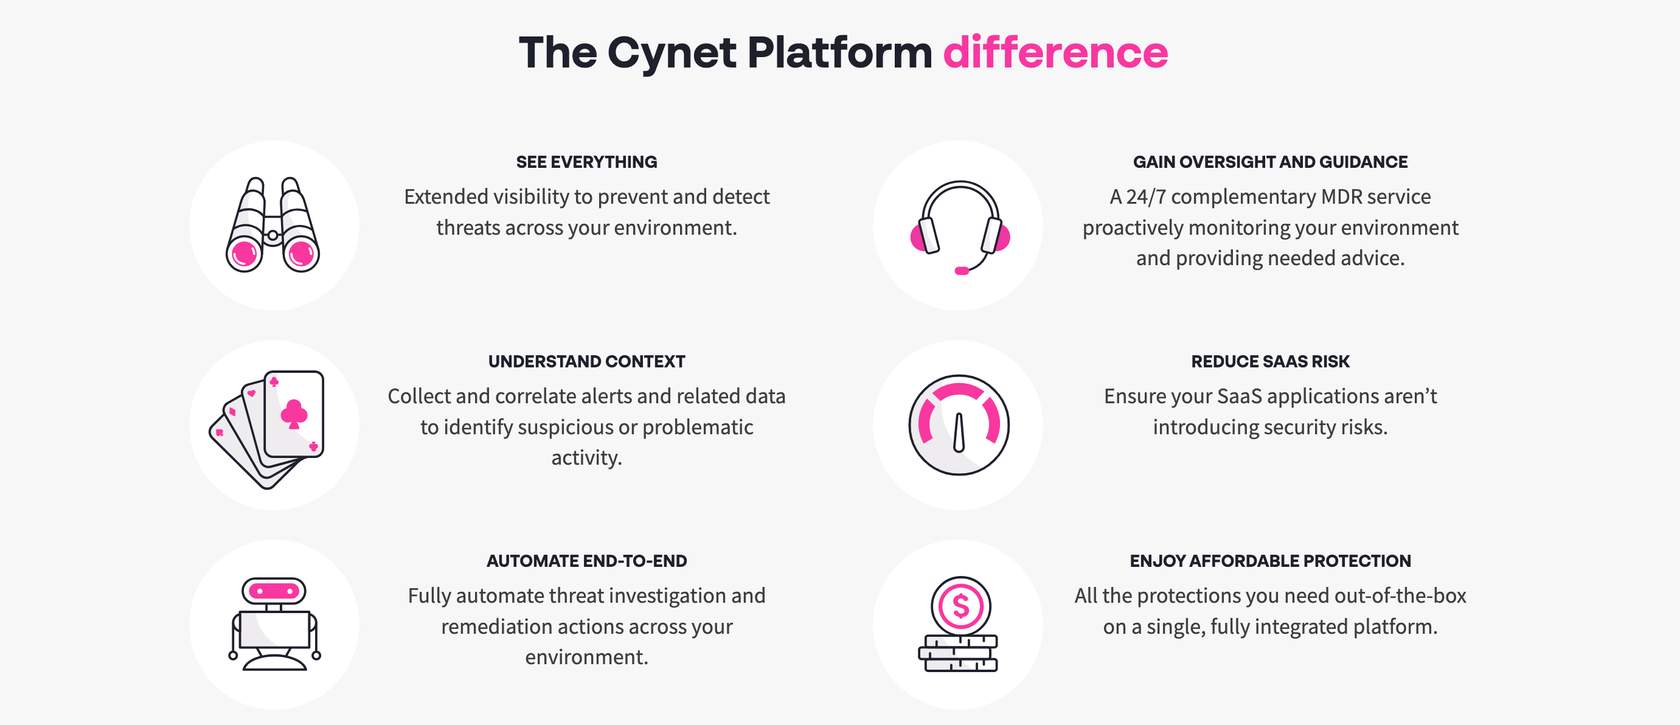 The Cynet Platform difference
SEE EVERYTHING
Extended visibility to prevent and detect
threats across your environment.
GAIN OVERSIGHT AND GUIDANCE
A 24/7 complementary MDR service
proactively monitoring your environment
and providing needed advice.
UNDERSTAND CONTEXT
Collect and correlate alerts and related data
to identify suspicious or problematic
activity.
REDUCE SAAS RISK
Ensure your SaaS applications aren’t
introducing security risks.
AUTOMATE END-TO-END
Fully automate threat investigation and
remediation actions across your
environment.
ENJOY AFFORDABLE PROTECTION
All the protections you need out-of-the-box
on a single, fully integrated platform.
$